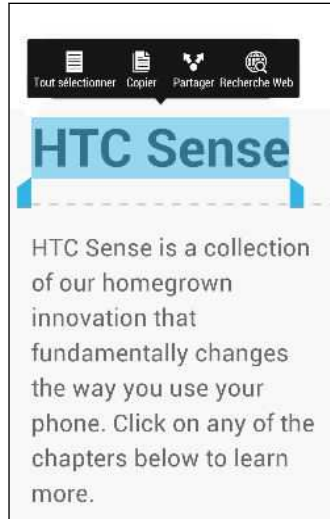 Tout sélectionner Copier Partager Recherche Web
HTC Sense
HTC Sense is a collection
of our homegrown
innovation that
fundamentally changes
the way you use your
phone. Click on any of the
chapters below to learn
more.